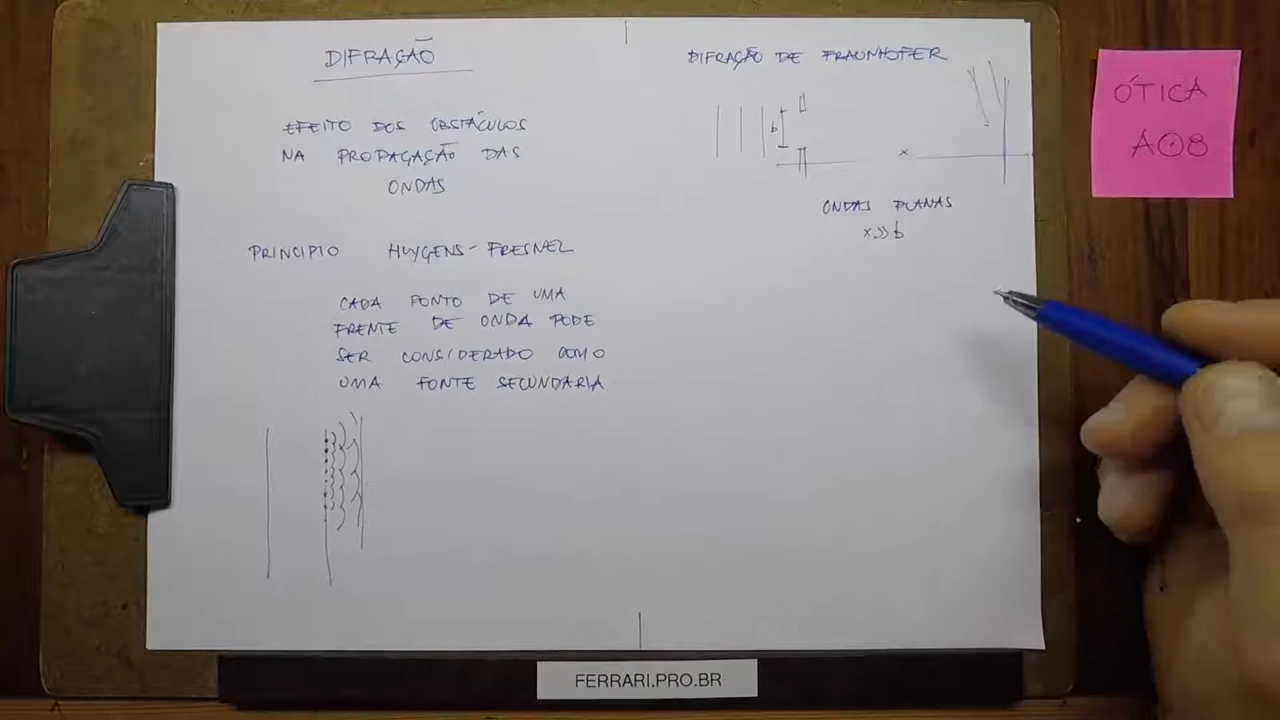 DIFRAÇÃO
EFEITO DOS OBSTÁCULOS
NA PROPAGAÇÃO DAS
ONDAS
PRINCIPIO HUYGENS-FRESNEL
CADA PONTO DE UMA
FRENTE DE ONDA PODE
SER CONSIDERADO COMO
UMA FONTE SECUNDARIA
DIFRAÇÃO DE FRAUNHOFER
b
x
ONDAS PLANAS
x>>b
ÓTICA
A08
FERRARI.PRO.BR